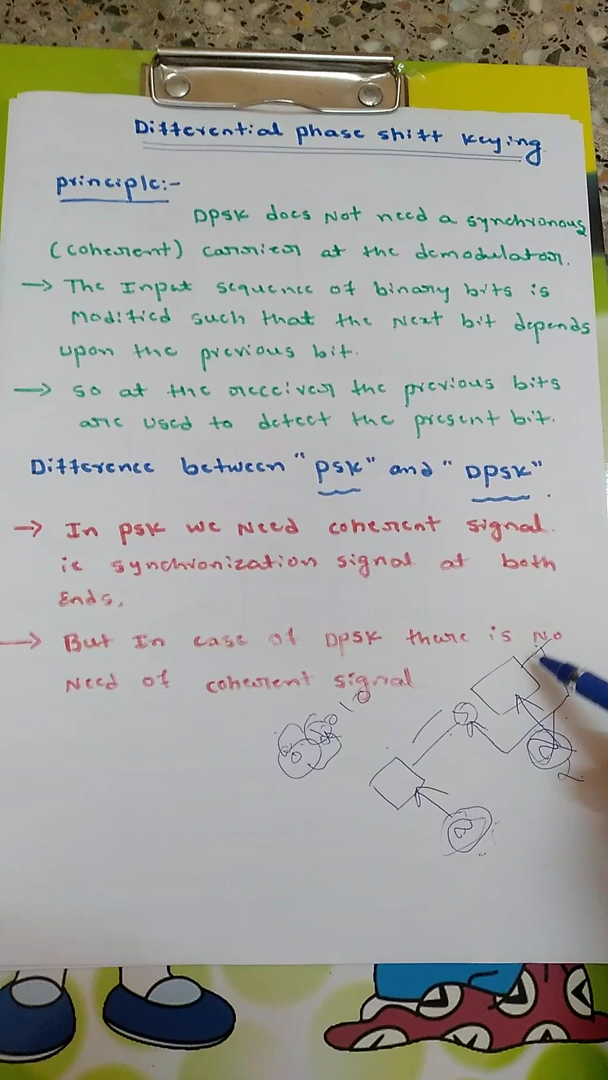 Differential phase shift keying
principle:-
DPSK does Not need a synchronous
(coherent) carrier at the demodulator.
→ The Input sequence of binary bits is
Modified such that the Next bit depends
upon the previous bit.
→ so at the receiver the previous bits
are used to detect the present bit.
Difference between "PSK" and "DPSK".
→ In psk we Need coherent signal.
ie synchionization signal at both
Ends,
→ But In case of DPSK there is No
Need of coherent signal